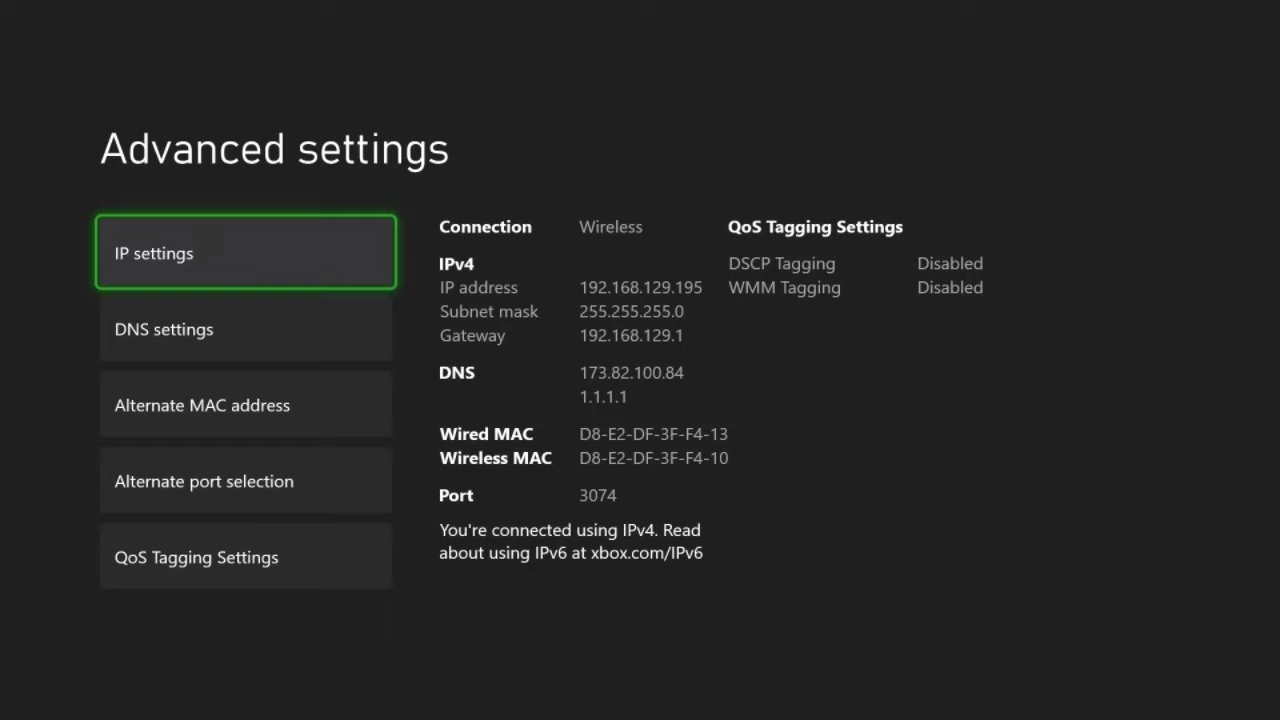 Advanced settings
IP settings
DNS settings
Alternate MAC address
Alternate port selection
QoS Tagging Settings
Connection Wireless
IPv4
IP address 192.168.129.195
Subnet mask 255.255.255.0
Gateway 192.168.129.1
DNS 173.82.100.84
1.1.1.1
Wired MAC D8-E2-DF-3F-F4-13
Wireless MAC D8-E2-DF-3F-F4-10
Port 3074
You're connected using IPv4. Read
about using IPv6 at xbox.com/IPv6
QoS Tagging Settings
DSCP Tagging Disabled
WMM Tagging Disabled